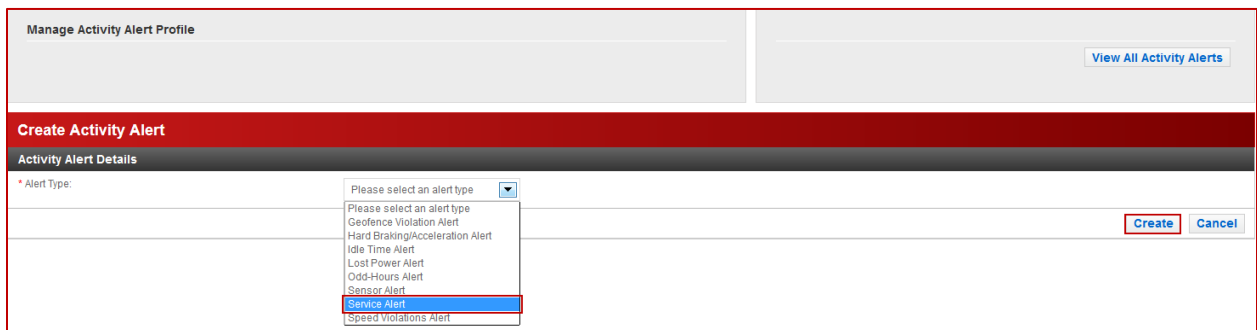 Manage Activity Alert Profile
View All Activity Alerts
Create Activity Alert
Activity Alert Details
* Alert Type:
Please select an alert type
Please select an alert type
Geofence Violation Alert
Hard Braking/Acceleration Alert
Idle Time Alert
Lost Power Alert
Odd-Hours Alert
Sensor Alert
Service Alert
Speed Violations Alert
Create Cancel